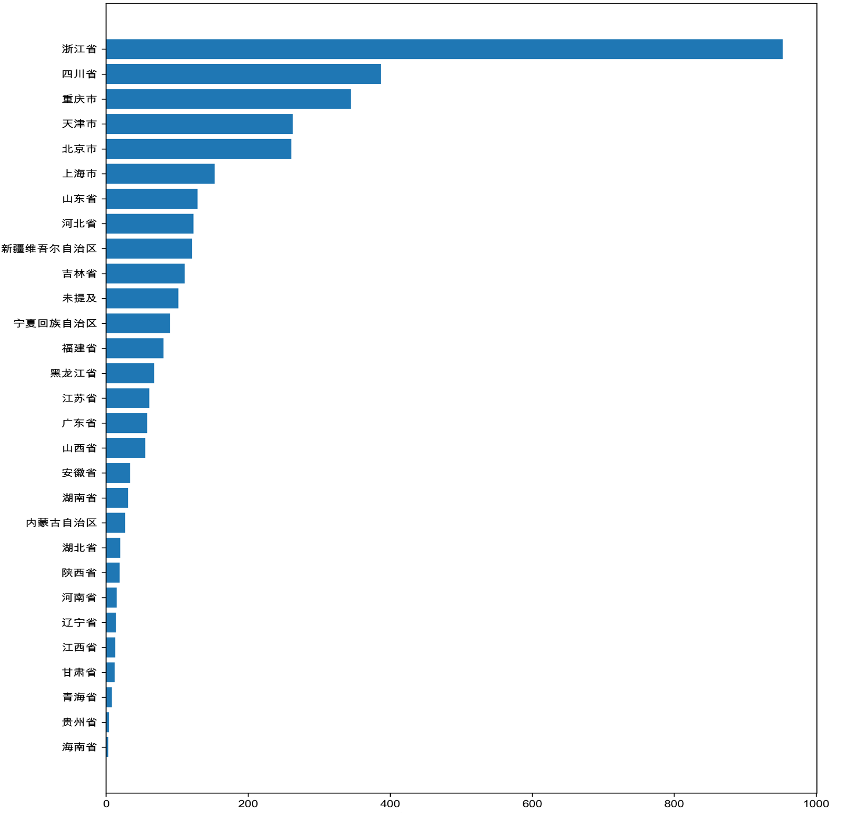 浙江省
四川省
重庆市
天津市
北京市
上海市
山东省
河北省
新疆维吾尔自治区
吉林省
未提及
宁夏回族自治区
福建省
黑龙江省
江苏省
广东省
山西省
安徽省
湖南省
内蒙古自治区
湖北省
陕西省
河南省
辽宁省
江西省
甘肃省
青海省
贵州省
海南省
0 200 400 600 800 1000